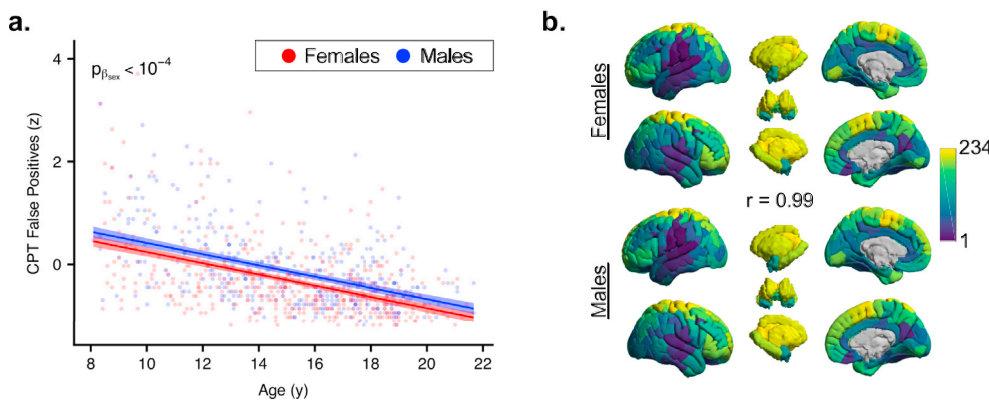 a.
p_βsex < 10⁻⁴
Females
Males
CPT False Positives (z)
4
2
0
8
10
12
14
16
18
20
22
Age (y)
b.
Females
r = 0.99
Males
234
1